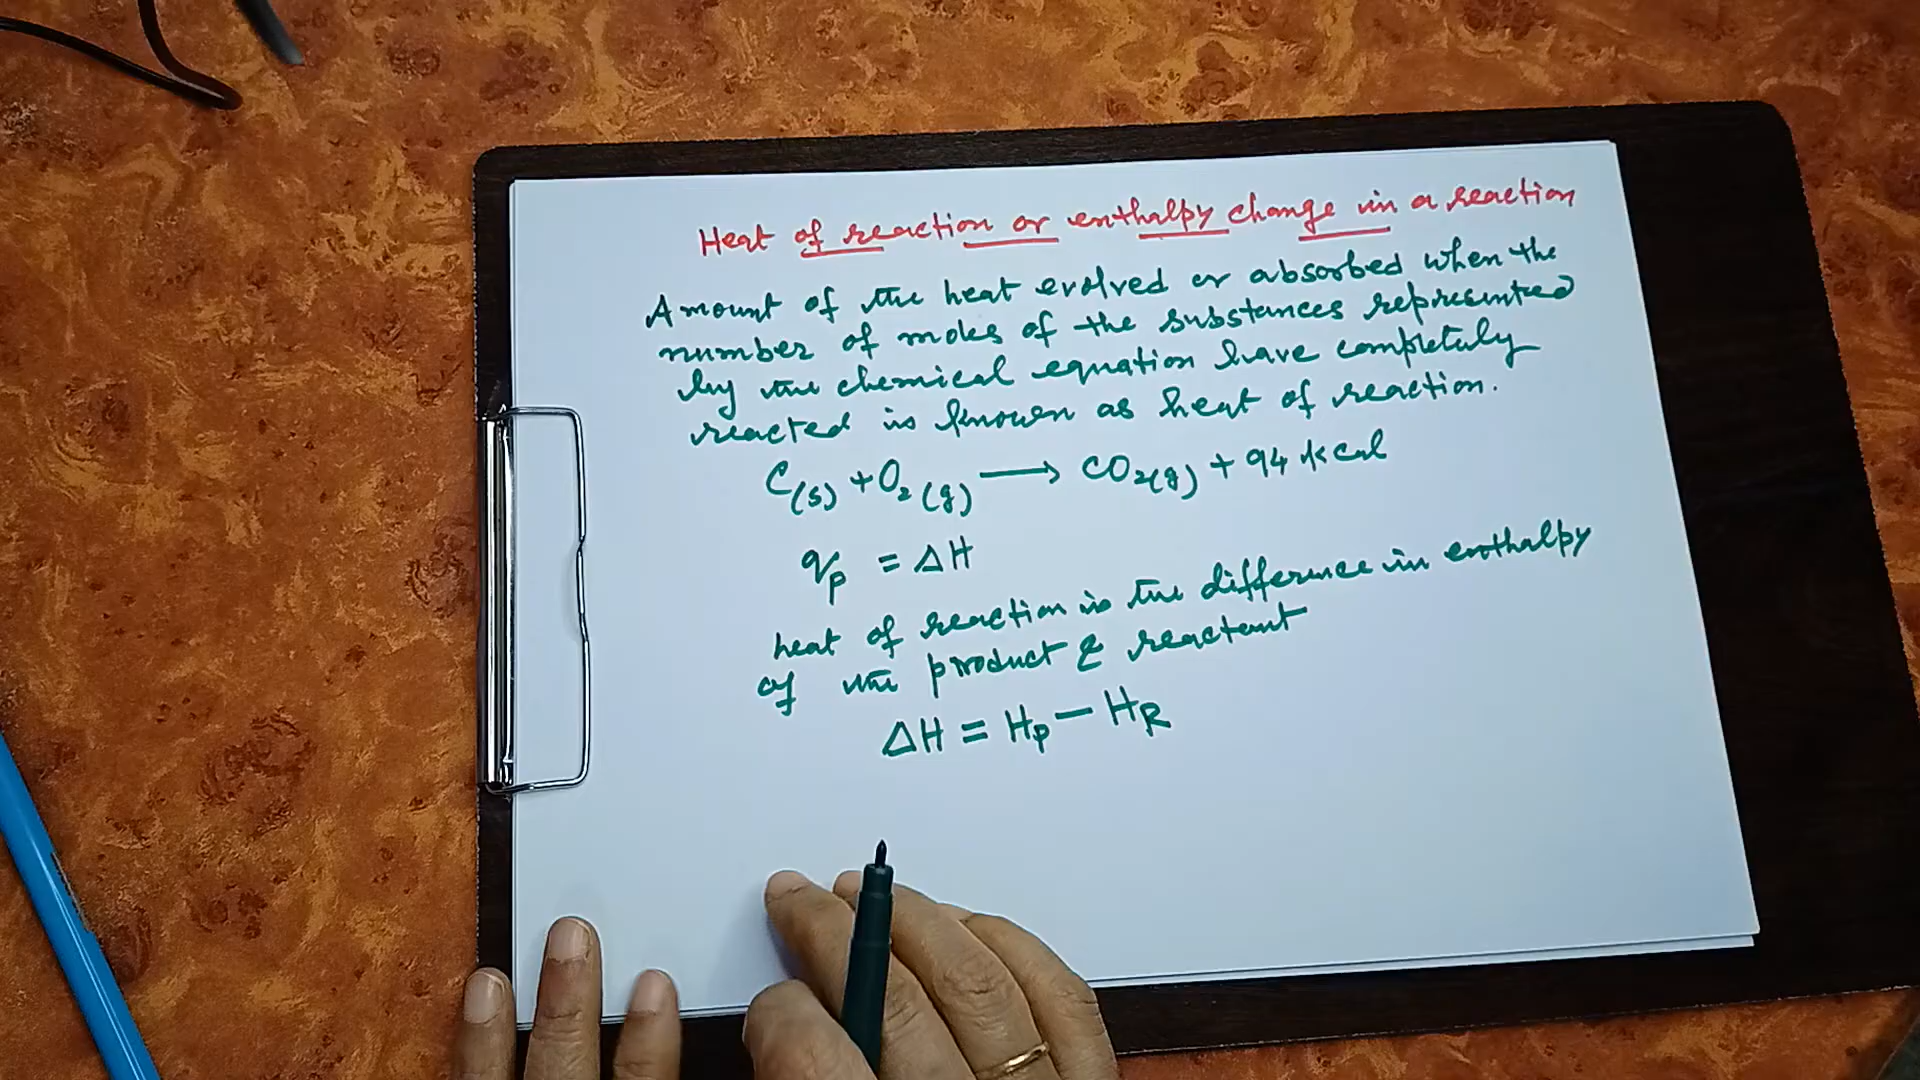 Heat of reaction or enthalpy change in a reaction
Amount of the heat evolved or absorbed when the
number of moles of the substances represented
by the chemical equation have completely
reacted is known as heat of reaction.
C(s) + O₂(g) ⟶ CO₂(g) + 94 kcal
qₚ = ΔH
heat of reaction is the difference in enthalpy
of the product & reactant
ΔH = Hₚ − H_R